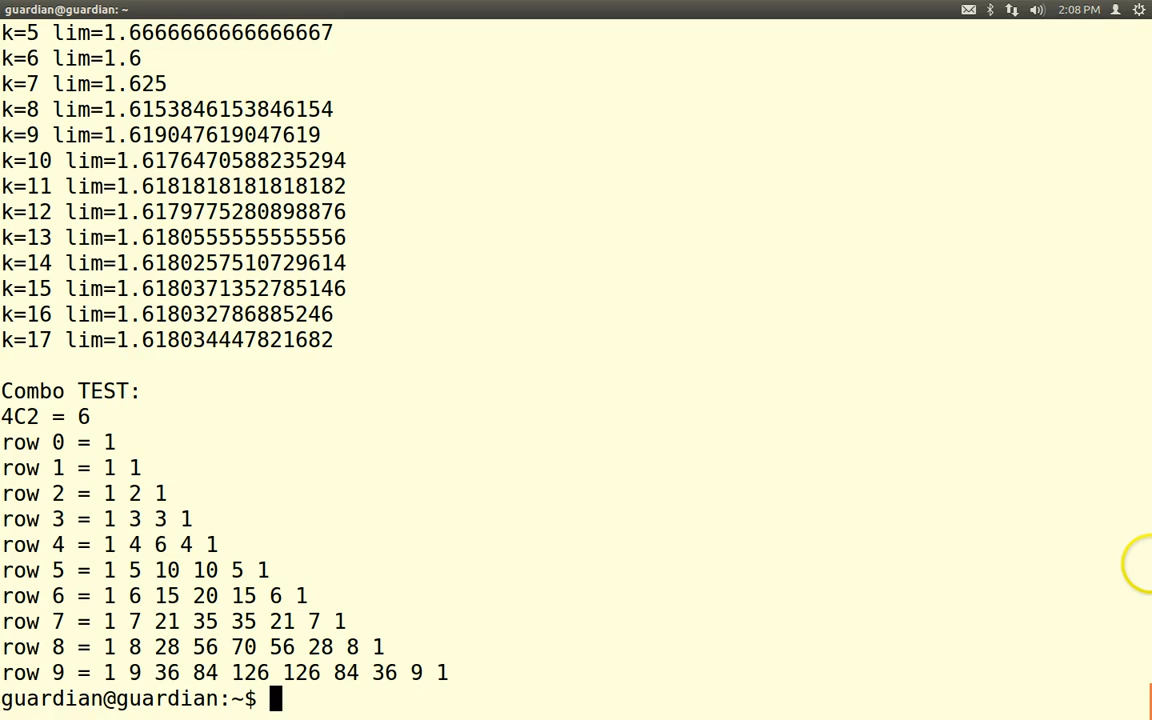 guardian@guardian: ~ 2:08 PM
k=5 lim=1.6666666666666667
k=6 lim=1.6
k=7 lim=1.625
k=8 lim=1.6153846153846154
k=9 lim=1.619047619047619
k=10 lim=1.6176470588235294
k=11 lim=1.6181818181818182
k=12 lim=1.6179775280898876
k=13 lim=1.6180555555555556
k=14 lim=1.6180257510729614
k=15 lim=1.6180371352785146
k=16 lim=1.618032786885246
k=17 lim=1.618034447821682
Combo TEST:
4C2 = 6
row 0 = 1
row 1 = 1 1
row 2 = 1 2 1
row 3 = 1 3 3 1
row 4 = 1 4 6 4 1
row 5 = 1 5 10 10 5 1
row 6 = 1 6 15 20 15 6 1
row 7 = 1 7 21 35 35 21 7 1
row 8 = 1 8 28 56 70 56 28 8 1
row 9 = 1 9 36 84 126 126 84 36 9 1
guardian@guardian:~$